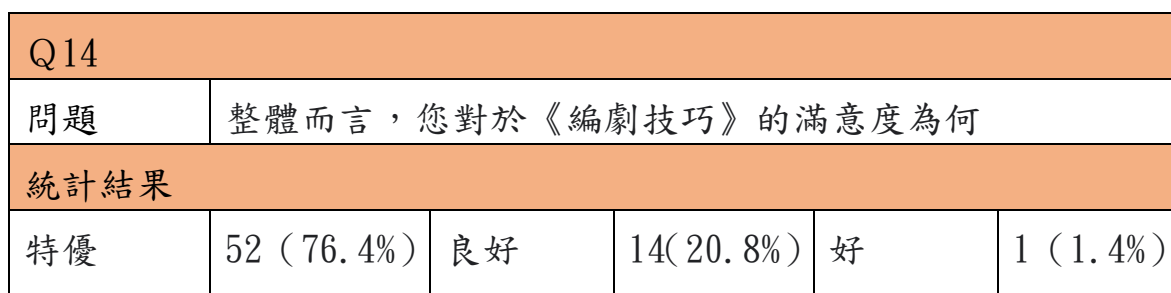 Q14
問題 整體而言，您對於《編劇技巧》的滿意度為何
統計結果
特優 52 (76.4%) 良好 14(20.8%) 好 1 (1.4%)